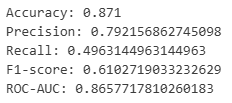 Accuracy: 0.871
Precision: 0.792156862745098
Recall: 0.4963144963144963
F1-score: 0.6102719033232629
ROC-AUC: 0.8657717810260183